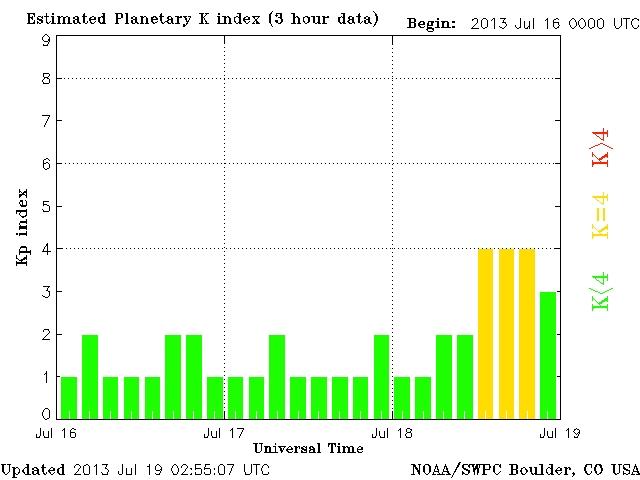 Estimated Planetary K index (3 hour data)
Begin: 2013 Jul 16 0000 UTC
9
8
7
6
5
4
3
2
1
0
Kp index
K>4
K=4
K<4
Jul 16
Jul 17
Jul 18
Jul 19
Universal Time
Updated 2013 Jul 19 02:55:07 UTC
NOAA/SWPC Boulder, CO USA